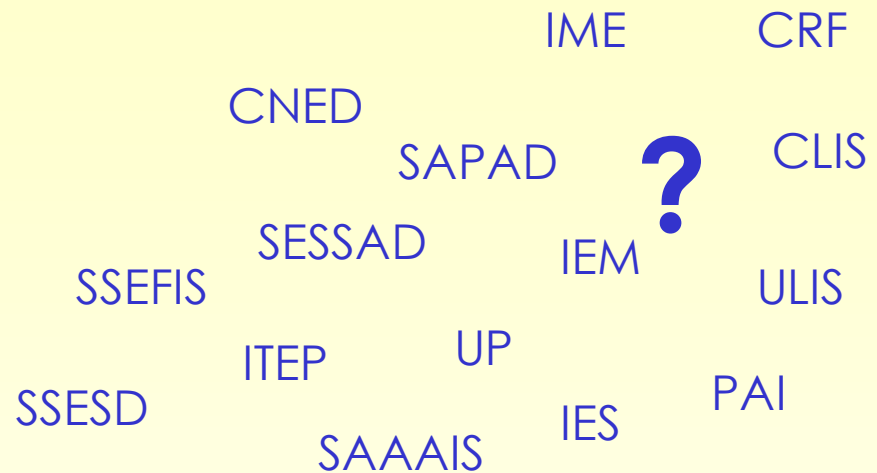 IME CRF
CNED
SAPAD ? CLIS
SESSAD IEM
SSEFIS ULIS
ITEP UP
SSESD IES PAI
SAAAIS